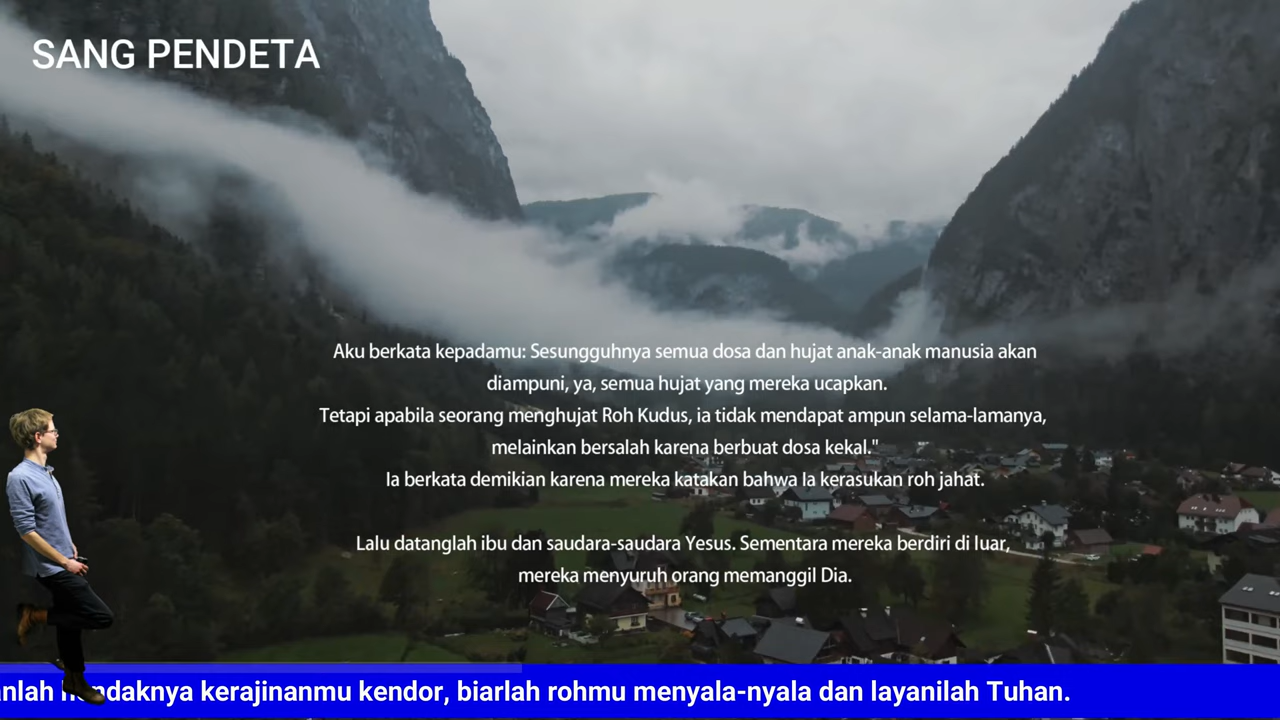 SANG PENDETA
Aku berkata kepadamu: Sesungguhnya semua dosa dan hujat anak-anak manusia akan
diampuni, ya, semua hujat yang mereka ucapkan.
Tetapi apabila seorang menghujat Roh Kudus, ia tidak mendapat ampun selama-lamanya,
melainkan bersalah karena berbuat dosa kekal."
Ia berkata demikian karena mereka katakan bahwa Ia kerasukan roh jahat.
Lalu datanglah ibu dan saudara-saudara Yesus. Sementara mereka berdiri di luar,
mereka menyuruh orang memanggil Dia.
kerajinanmu kendor, biarlah rohmu menyala-nyala dan layanilah Tuhan.